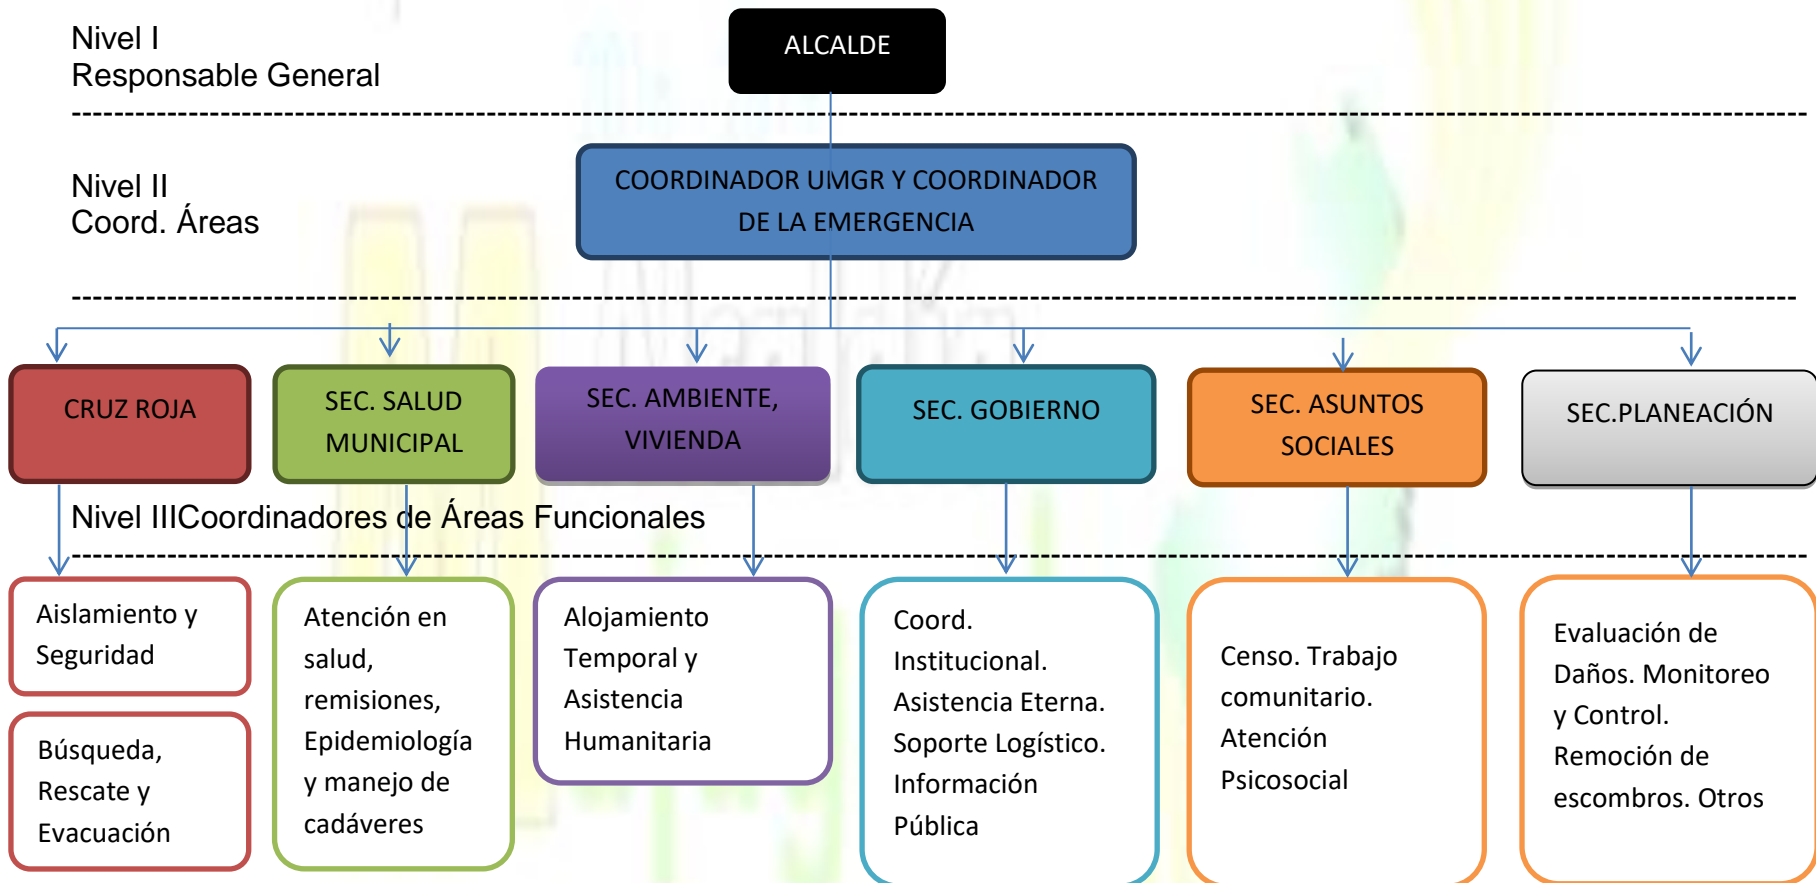 Nivel I
Responsable General
ALCALDE
Nivel II
Coord. Áreas
COORDINADOR UMGR Y COORDINADOR
DE LA EMERGENCIA
CRUZ ROJA
SEC. SALUD
MUNICIPAL
SEC. AMBIENTE,
VIVIENDA
SEC. GOBIERNO
SEC. ASUNTOS
SOCIALES
SEC.PLANEACIÓN
Nivel IIICoordinadores de Áreas Funcionales
Aislamiento y
Seguridad
Búsqueda,
Rescate y
Evacuación
Atención en
salud,
remisiones,
Epidemiología
y manejo de
cadáveres
Alojamiento
Temporal y
Asistencia
Humanitaria
Coord.
Institucional.
Asistencia Eterna.
Soporte Logístico.
Información
Pública
Censo. Trabajo
comunitario.
Atención
Psicosocial
Evaluación de
Daños. Monitoreo
y Control.
Remoción de
escombros. Otros